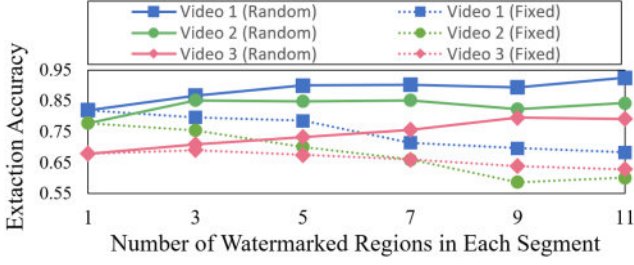 Video 1 (Random) Video 1 (Fixed)
Video 2 (Random) Video 2 (Fixed)
Video 3 (Random) Video 3 (Fixed)
Extaction Accuracy
0.95
0.85
0.75
0.65
0.55
1 3 5 7 9 11
Number of Watermarked Regions in Each Segment